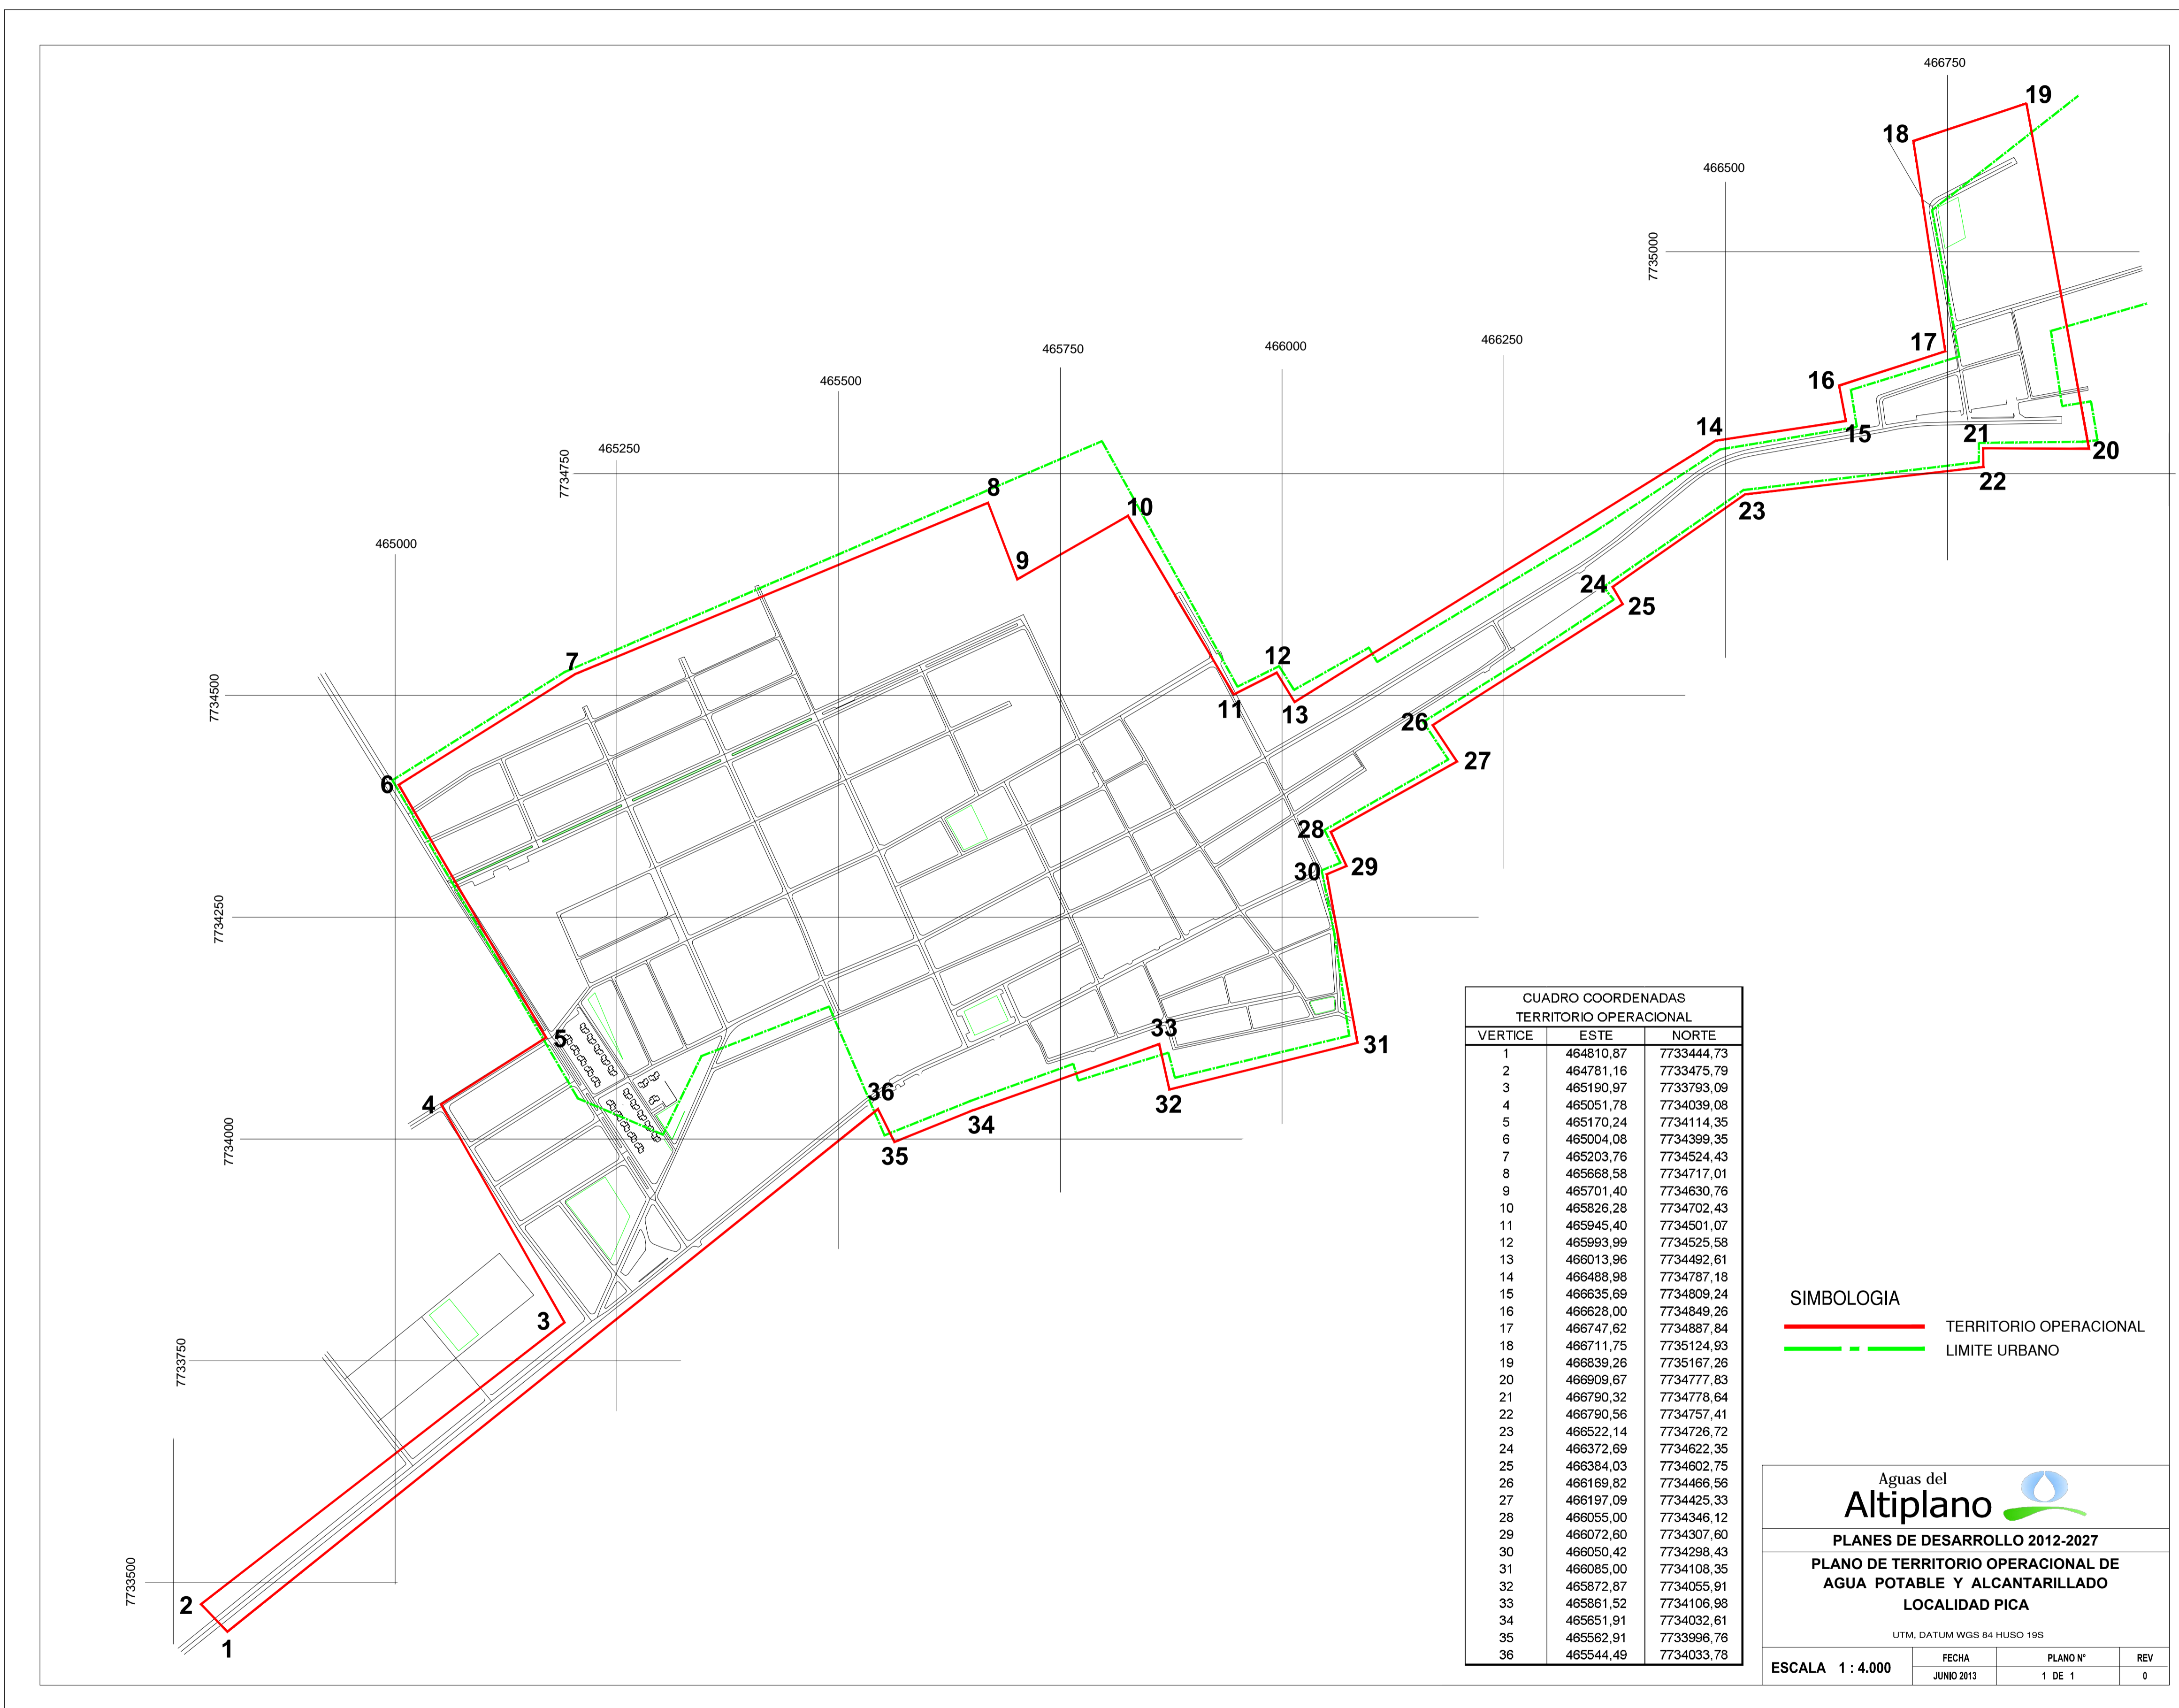 466750
19
18
466500
7735000
17
466250
466000
465750
16
465500
14
15
21
20
465250
7734750
22
8
10
23
465000
9
24
25
7
12
7734500
11
13
26
6
27
28
30
29
7734250
5
33
31
36
4
32
34
7734000
35
3
7733750
7733500
2
1
CUADRO COORDENADAS
TERRITORIO OPERACIONAL
VERTICE ESTE NORTE
1 464810,87 7733444,73
2 464781,16 7733475,79
3 465190,97 7733793,09
4 465051,78 7734039,08
5 465170,24 7734114,35
6 465004,08 7734399,35
7 465203,76 7734524,43
8 465668,58 7734717,01
9 465701,40 7734630,76
10 465826,28 7734702,43
11 465945,40 7734501,07
12 465993,99 7734525,58
13 466013,96 7734492,61
14 466488,98 7734787,18
15 466635,69 7734809,24
16 466628,00 7734849,26
17 466747,62 7734887,84
18 466711,75 7735124,93
19 466839,26 7735167,26
20 466909,67 7734777,83
21 466790,32 7734778,64
22 466790,56 7734757,41
23 466522,14 7734726,72
24 466372,69 7734622,35
25 466384,03 7734602,75
26 466169,82 7734466,56
27 466197,09 7734425,33
28 466055,00 7734346,12
29 466072,60 7734307,60
30 466050,42 7734298,43
31 466085,00 7734108,35
32 465872,87 7734055,91
33 465861,52 7734106,98
34 465651,91 7734032,61
35 465562,91 7733996,76
36 465544,49 7734033,78
SIMBOLOGIA
TERRITORIO OPERACIONAL
LIMITE URBANO
Aguas del
Altiplano
PLANES DE DESARROLLO 2012-2027
PLANO DE TERRITORIO OPERACIONAL DE
AGUA POTABLE Y ALCANTARILLADO
LOCALIDAD PICA
UTM, DATUM WGS 84 HUSO 19S
ESCALA 1 : 4.000
FECHA PLANO N° REV
JUNIO 2013 1 DE 1 0